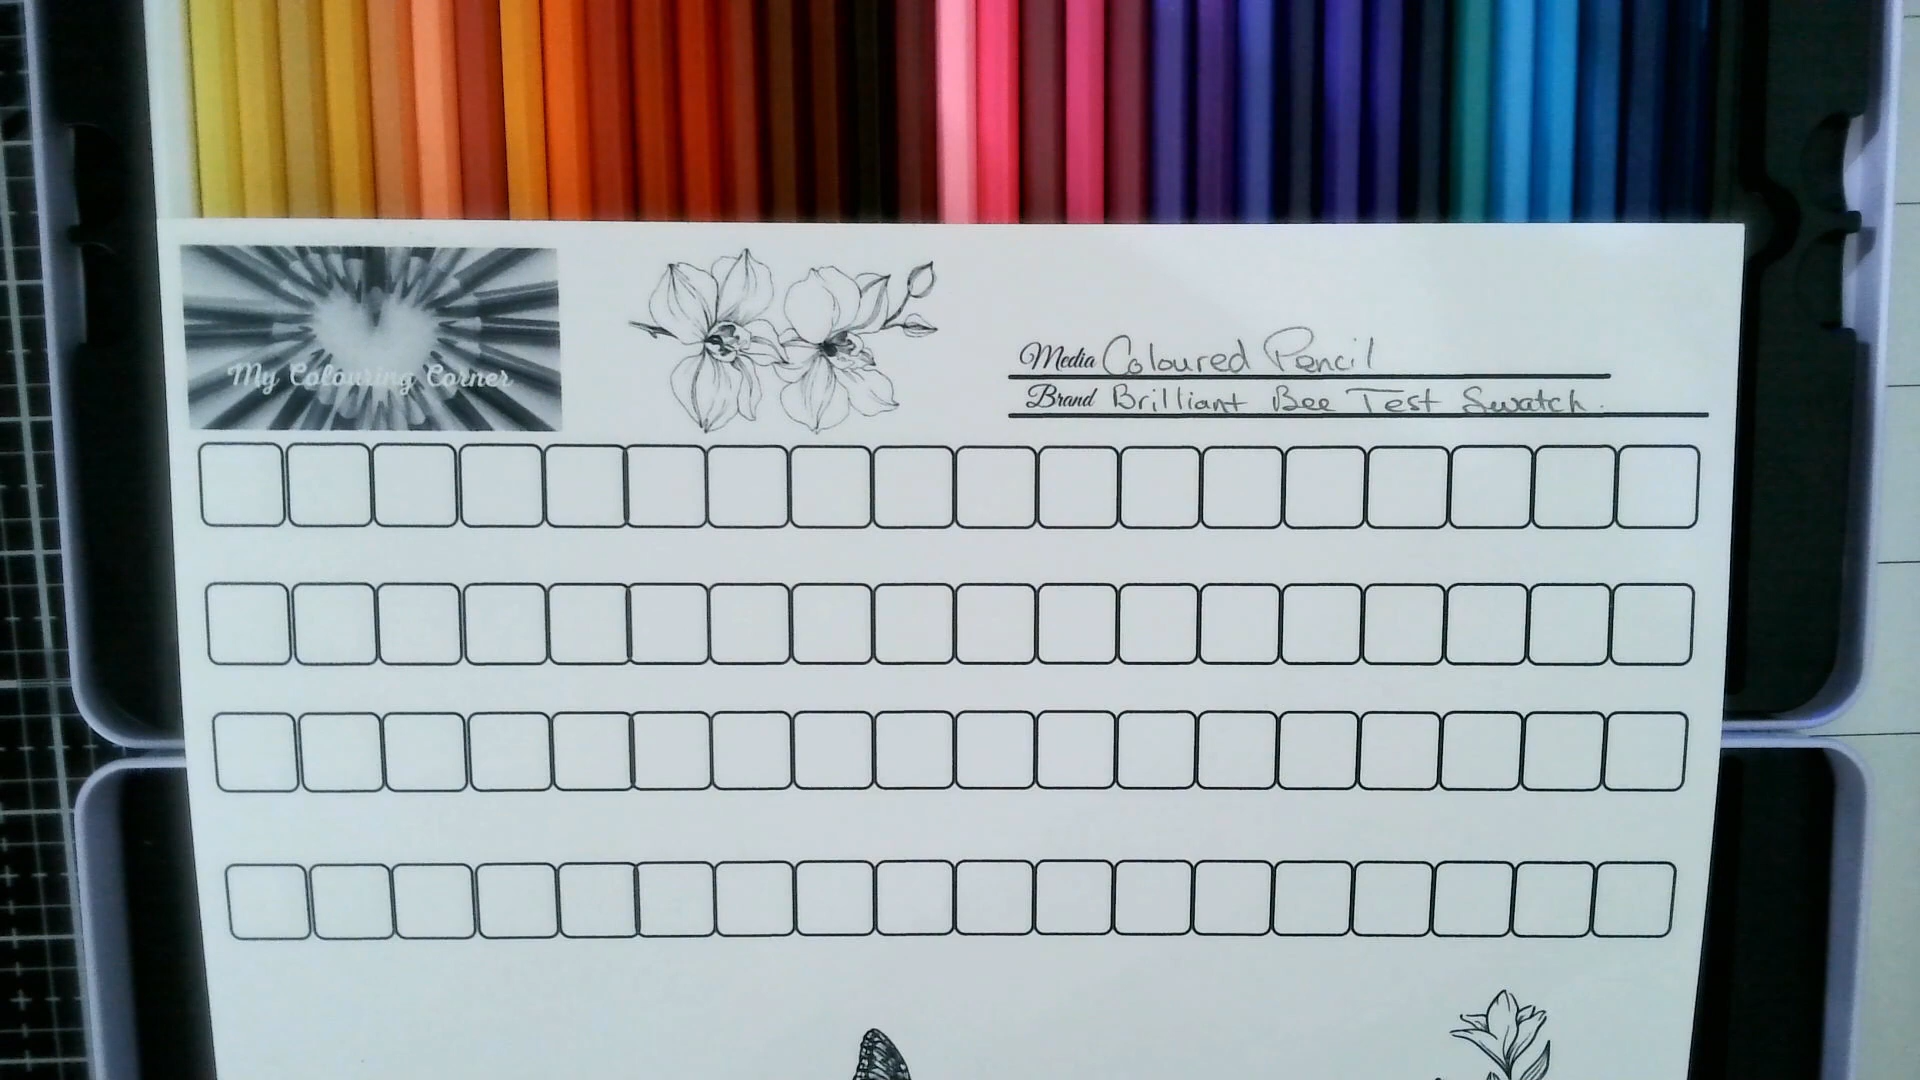 My Colouring Corner
Media Coloured Pencil
Brand Brilliant Bee Test Swatch.